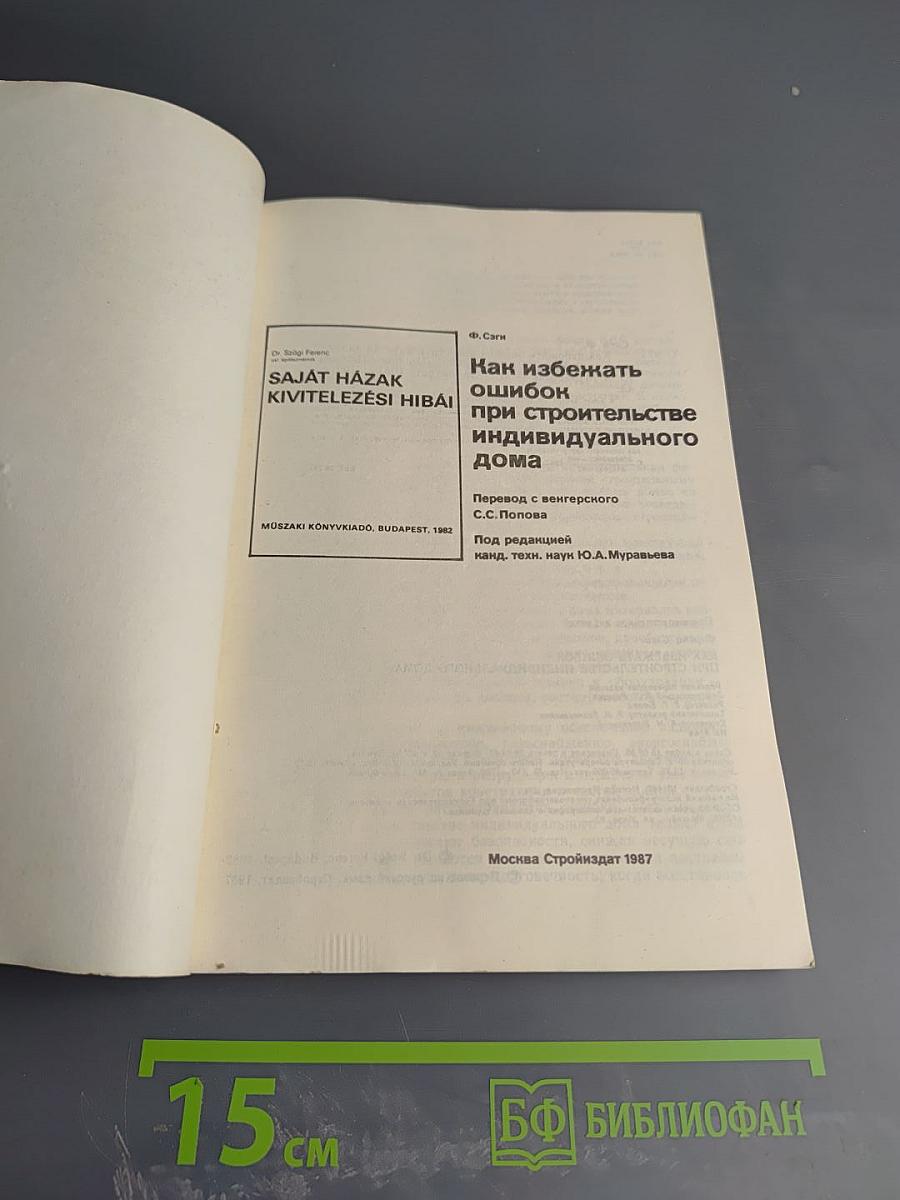 Dr. Szögi Ferenc
SAJÁT HÁZAK
KIVITELEZÉSI HIBÁI
MŰSZAKI KÖNYVKIADÓ, BUDAPEST, 1982
Ф. Сэги
Как избежать
ошибок
при строительстве
индивидуального
дома
Перевод с венгерского
С.С.Попова
Под редакцией
канд. техн. наук Ю.А.Муравьева
Москва Стройиздат 1987
15 см
БФ БИБЛИОФАН